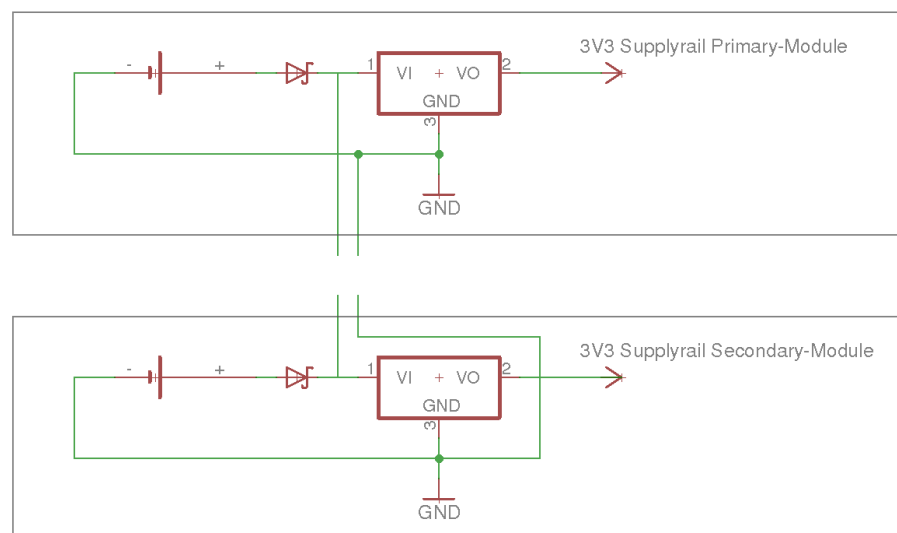 3V3 Supplyrail Primary-Module
- + 1 VI + VO 2
GND
3
GND
3V3 Supplyrail Secondary-Module
- + 1 VI + VO 2
GND
3
GND